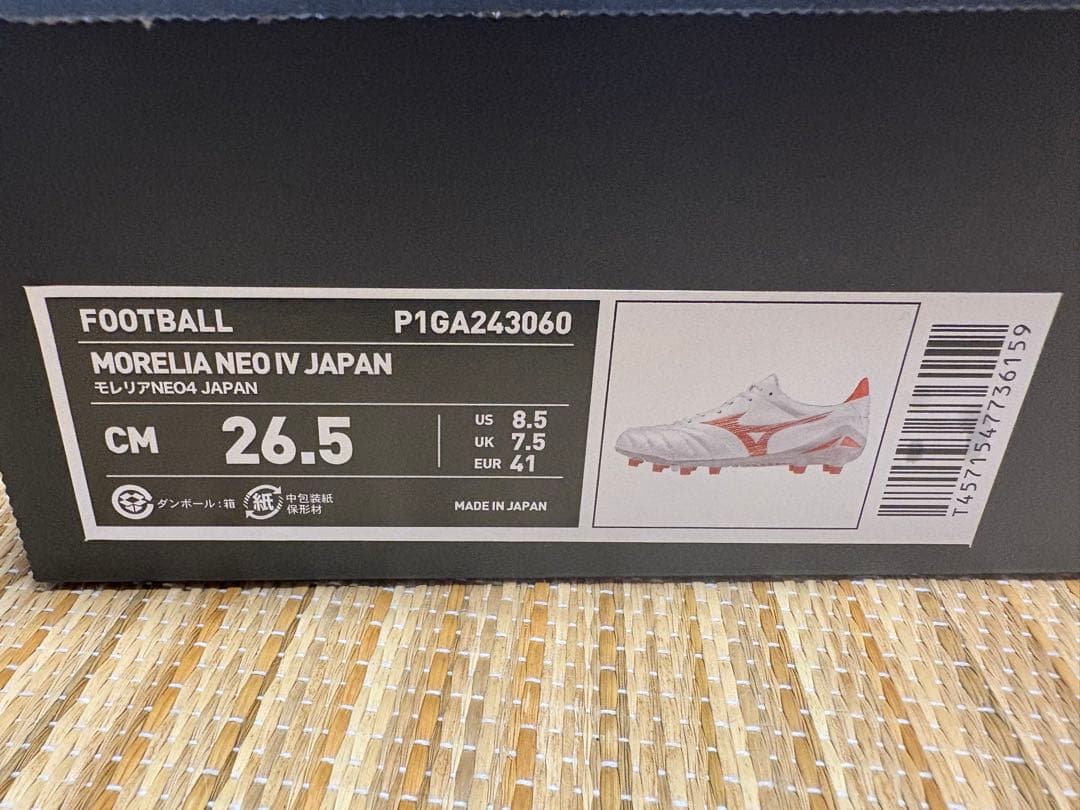 FOOTBALL P1GA243060
MORELIA NEO IV JAPAN
モレリアNEO4 JAPAN
CM 26.5
US 8.5
UK 7.5
EUR 41
ダンボール：箱
紙 中包装紙
保形材
MADE IN JAPAN
T4571547736159